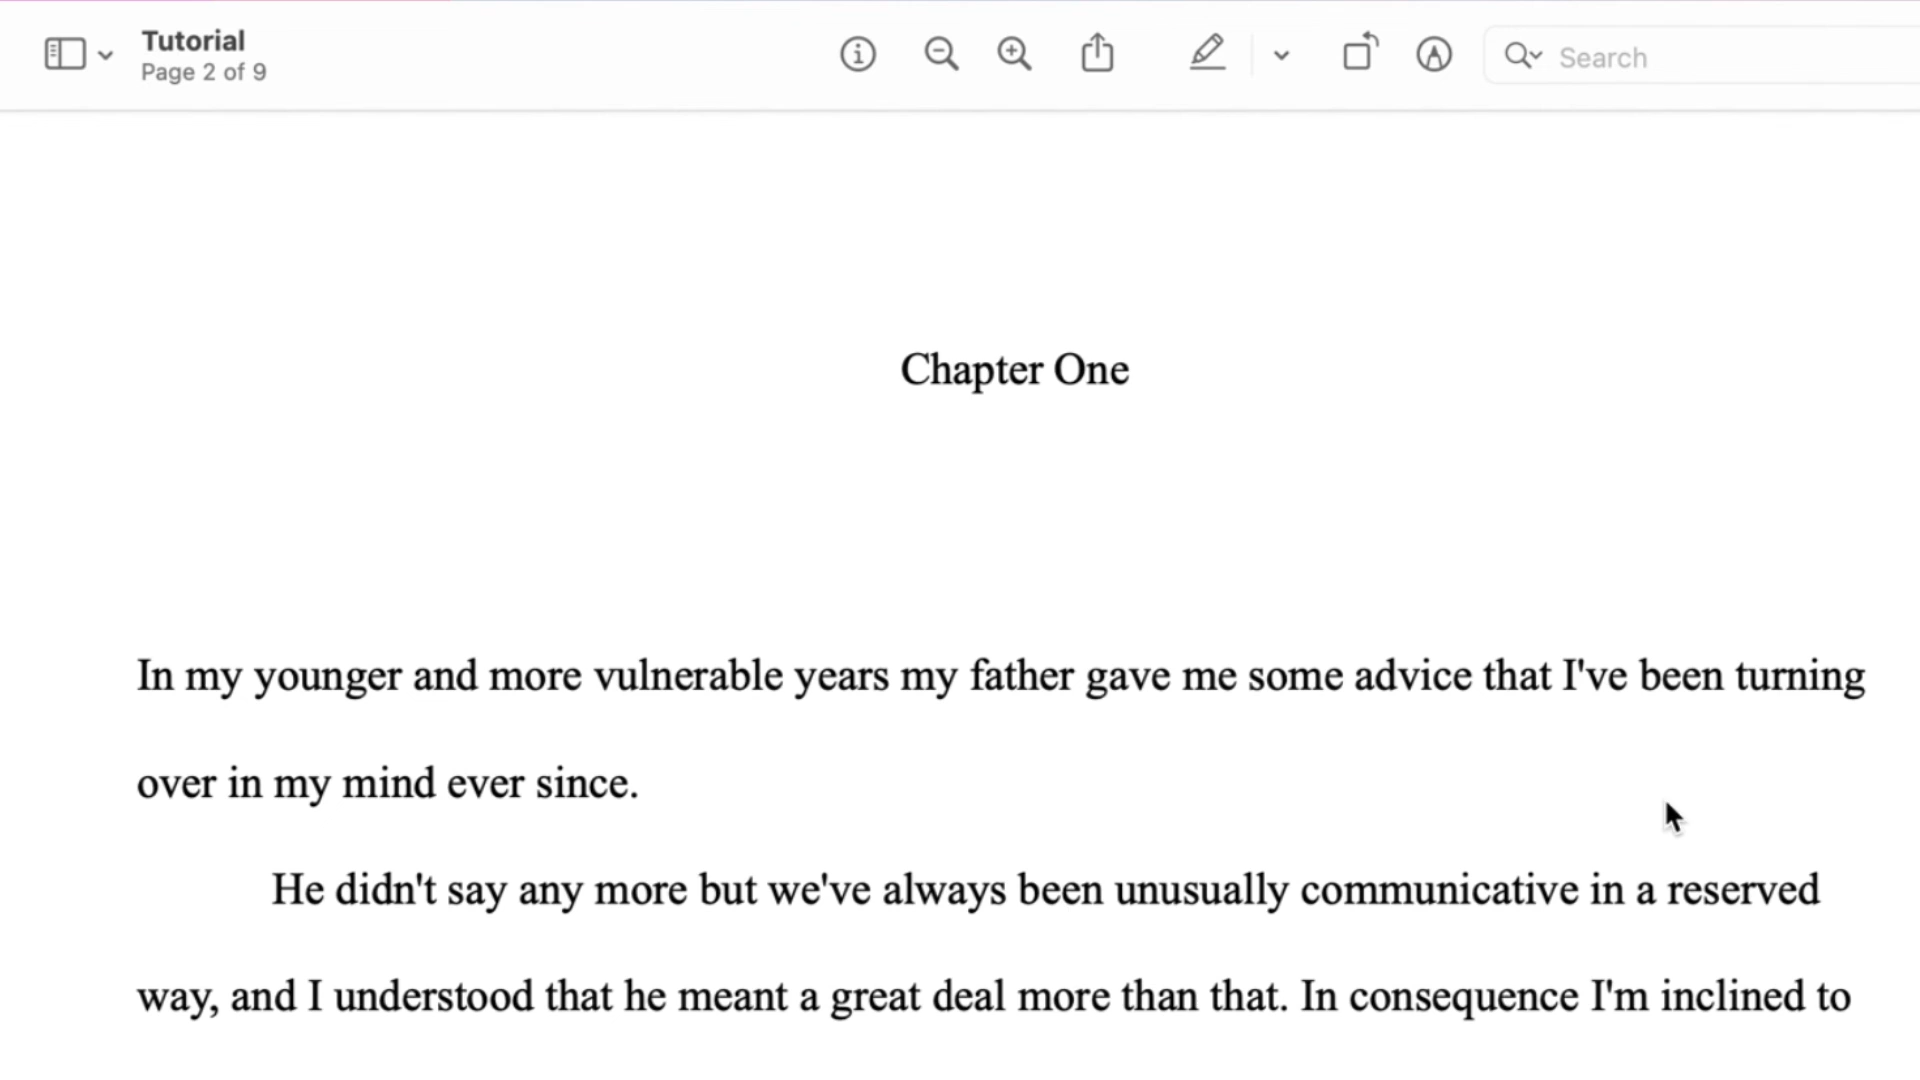 Tutorial
Page 2 of 9
Search
Chapter One
In my younger and more vulnerable years my father gave me some advice that I've been turning
over in my mind ever since.
He didn't say any more but we've always been unusually communicative in a reserved
way, and I understood that he meant a great deal more than that. In consequence I'm inclined to